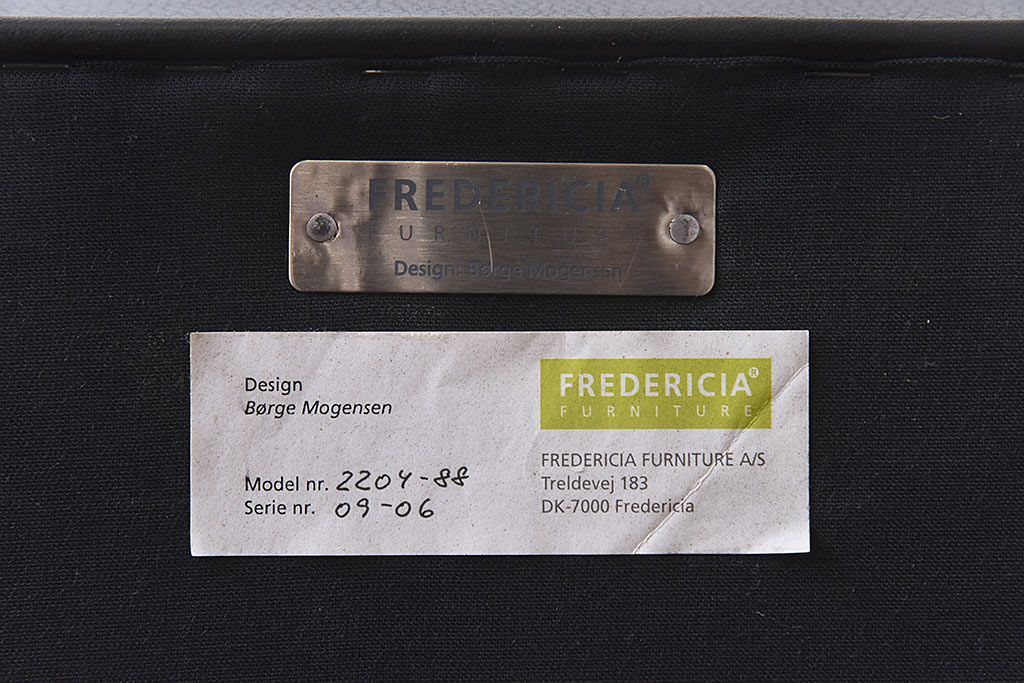 FREDERICIA®
FURNITURE
Design: Børge Mogensen
Design
Børge Mogensen
Model nr. 2204-88
Serie nr. 09-06
FREDERICIA®
FURNITURE
FREDERICIA FURNITURE A/S
Treldevej 183
DK-7000 Fredericia